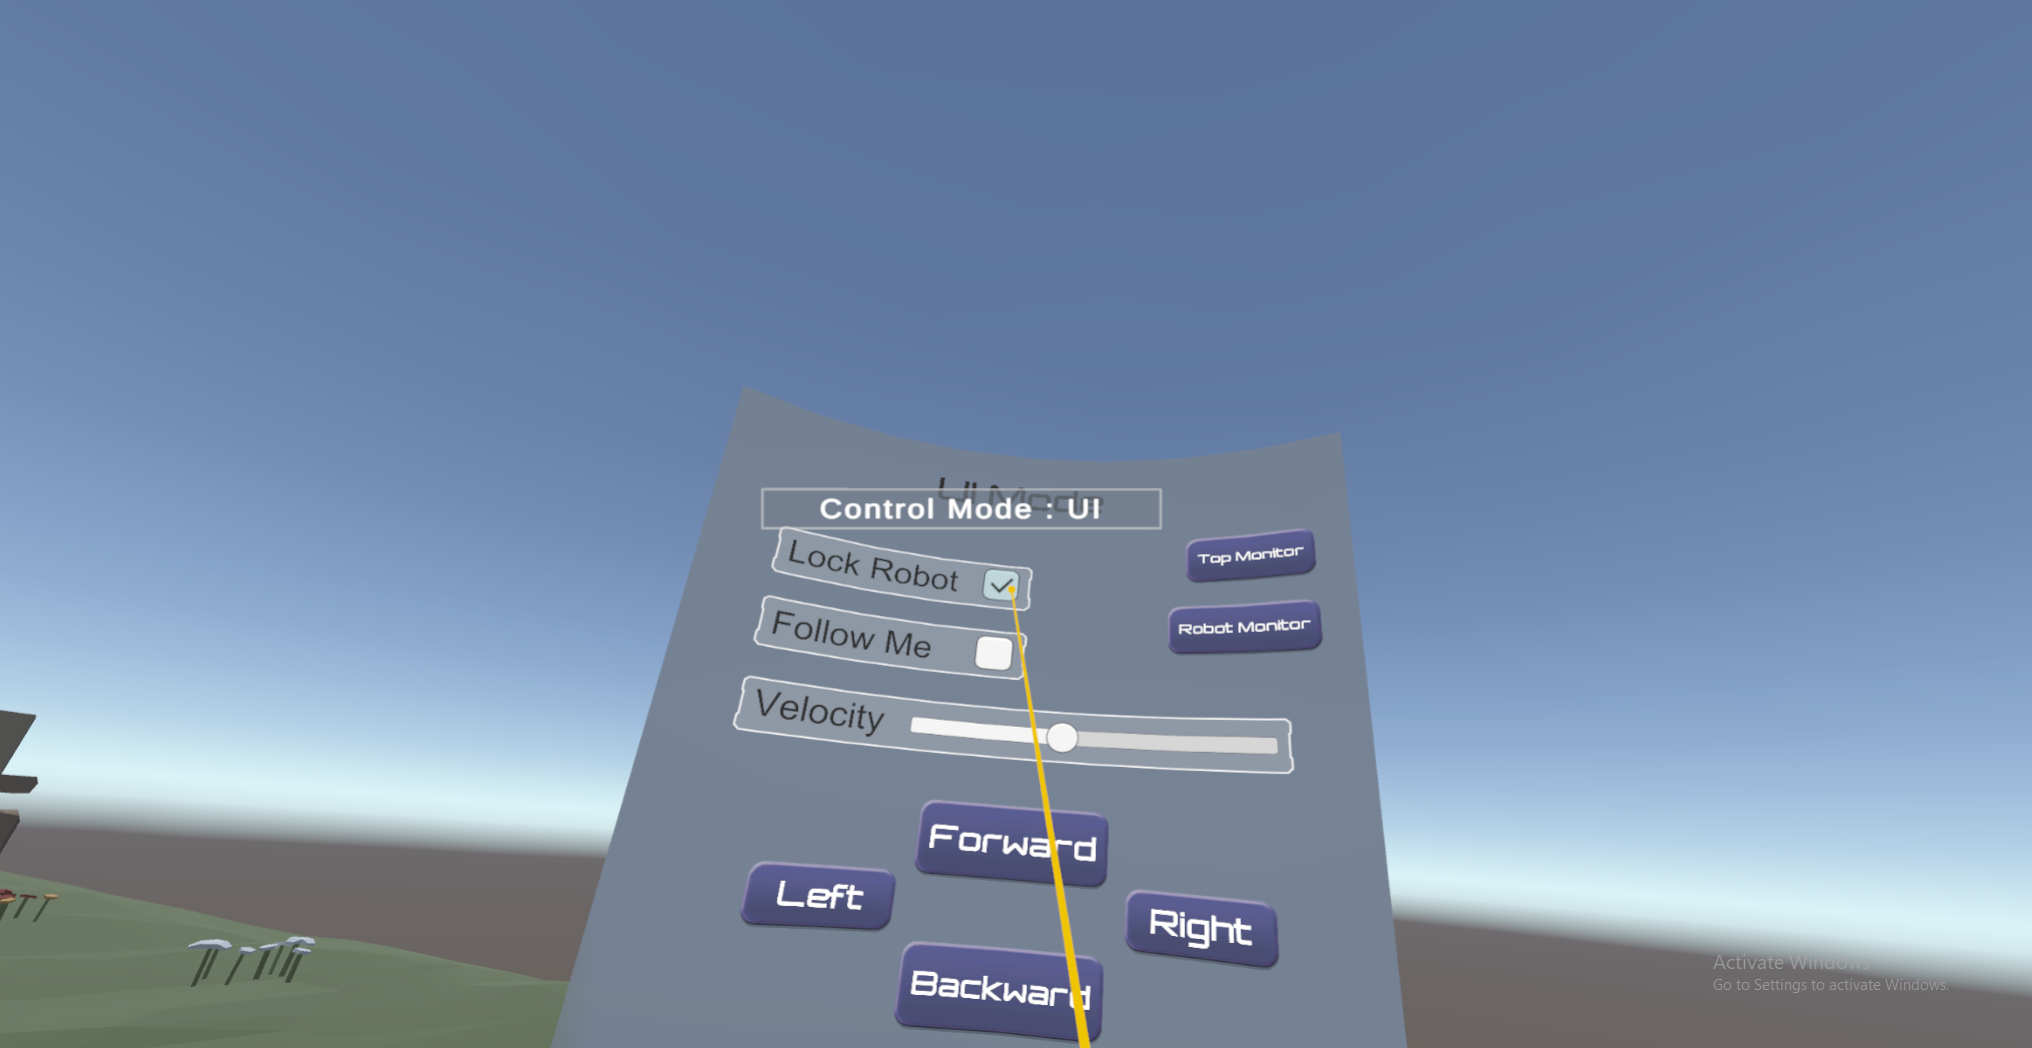 UI Mode
Control Mode : UI
Lock Robot
Top Monitor
Follow Me
Robot Monitor
Velocity
Forward
Left
Right
Backward
Activate Windows
Go to Settings to activate Windows.